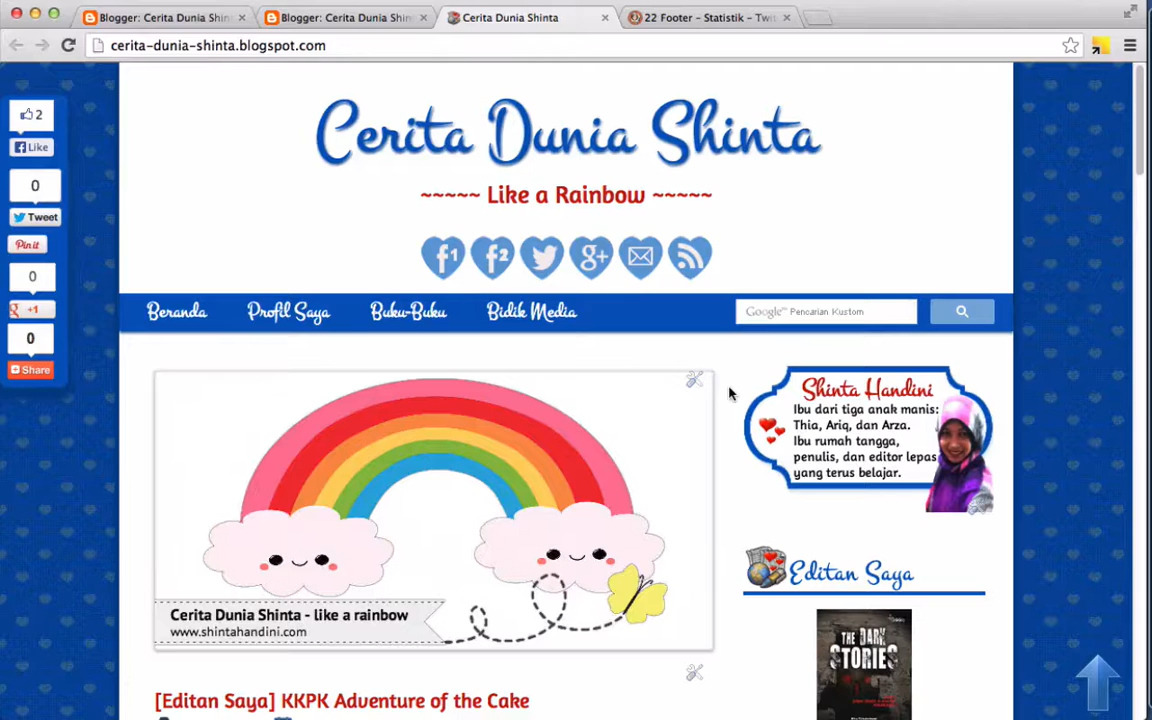 Blogger: Cerita Dunia Shin
Blogger: Cerita Dunia Shin
Cerita Dunia Shinta
22 Footer - Statistik - Twi
cerita-dunia-shinta.blogspot.com
Cerita Dunia Shinta
~~~~~ Like a Rainbow ~~~~~
2
Like
0
Tweet
Pin it
0
g +1
0
Share
f1 f2 g+
Beranda Profil Saya Buku-Buku Bidik Media
Google™ Pencarian Kustom
Cerita Dunia Shinta - like a rainbow
www.shintahandini.com
Shinta Handini
Ibu dari tiga anak manis:
Thia, Ariq, dan Arza.
Ibu rumah tangga,
penulis, dan editor lepas
yang terus belajar.
Editan Saya
THE DARK
STORIES
[Editan Saya] KKPK Adventure of the Cake